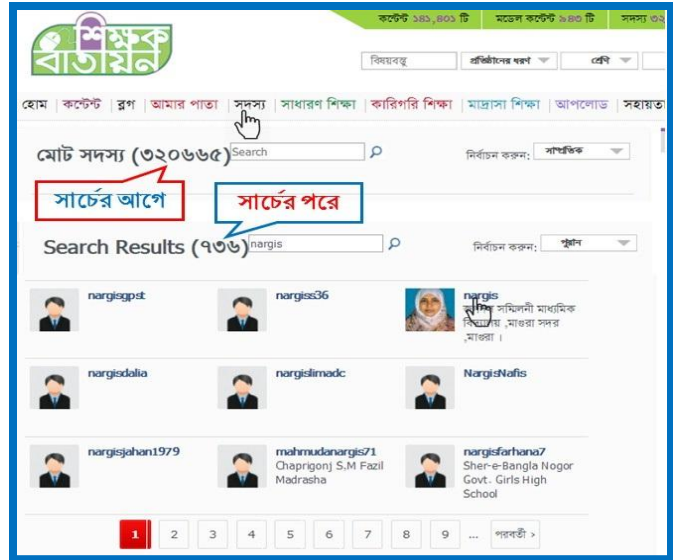 কন্টেন্ট ১৪১,৪০১ টি মডেল কন্টেন্ট ৯৪৩ টি সদস্য ৩২
শিক্ষক
বাতায়ন
বিষয়বস্তু প্রতিষ্ঠানের ধরণ শ্রেণি
হোম কন্টেন্ট ব্লগ আমার পাতা সদস্য সাধারণ শিক্ষা কারিগরি শিক্ষা মাদ্রাসা শিক্ষা আপলোড সহায়তা
মোট সদস্য (৩২০৬৬৫) Search নির্বাচন করুন: সাম্প্রতিক
সার্চের আগে সার্চের পরে
Search Results (৭৩৬) nargis নির্বাচন করুন: পুরান
nargisgpst nargiss36 nargis
সম্মিলনী মাধ্যমিক
বিদ্যালয় ,মাগুরা সদর
,মাগুরা ।
nargisdalia nargislimadc NargisNafis
nargisjahan1979 mahmudanargis71 nargisfarhana7
Chaprigonj S.M Fazil Sher-e-Bangla Nogor
Madrasha Govt. Girls High
School
1 2 3 4 5 6 7 8 9 ... পরবর্তী ›